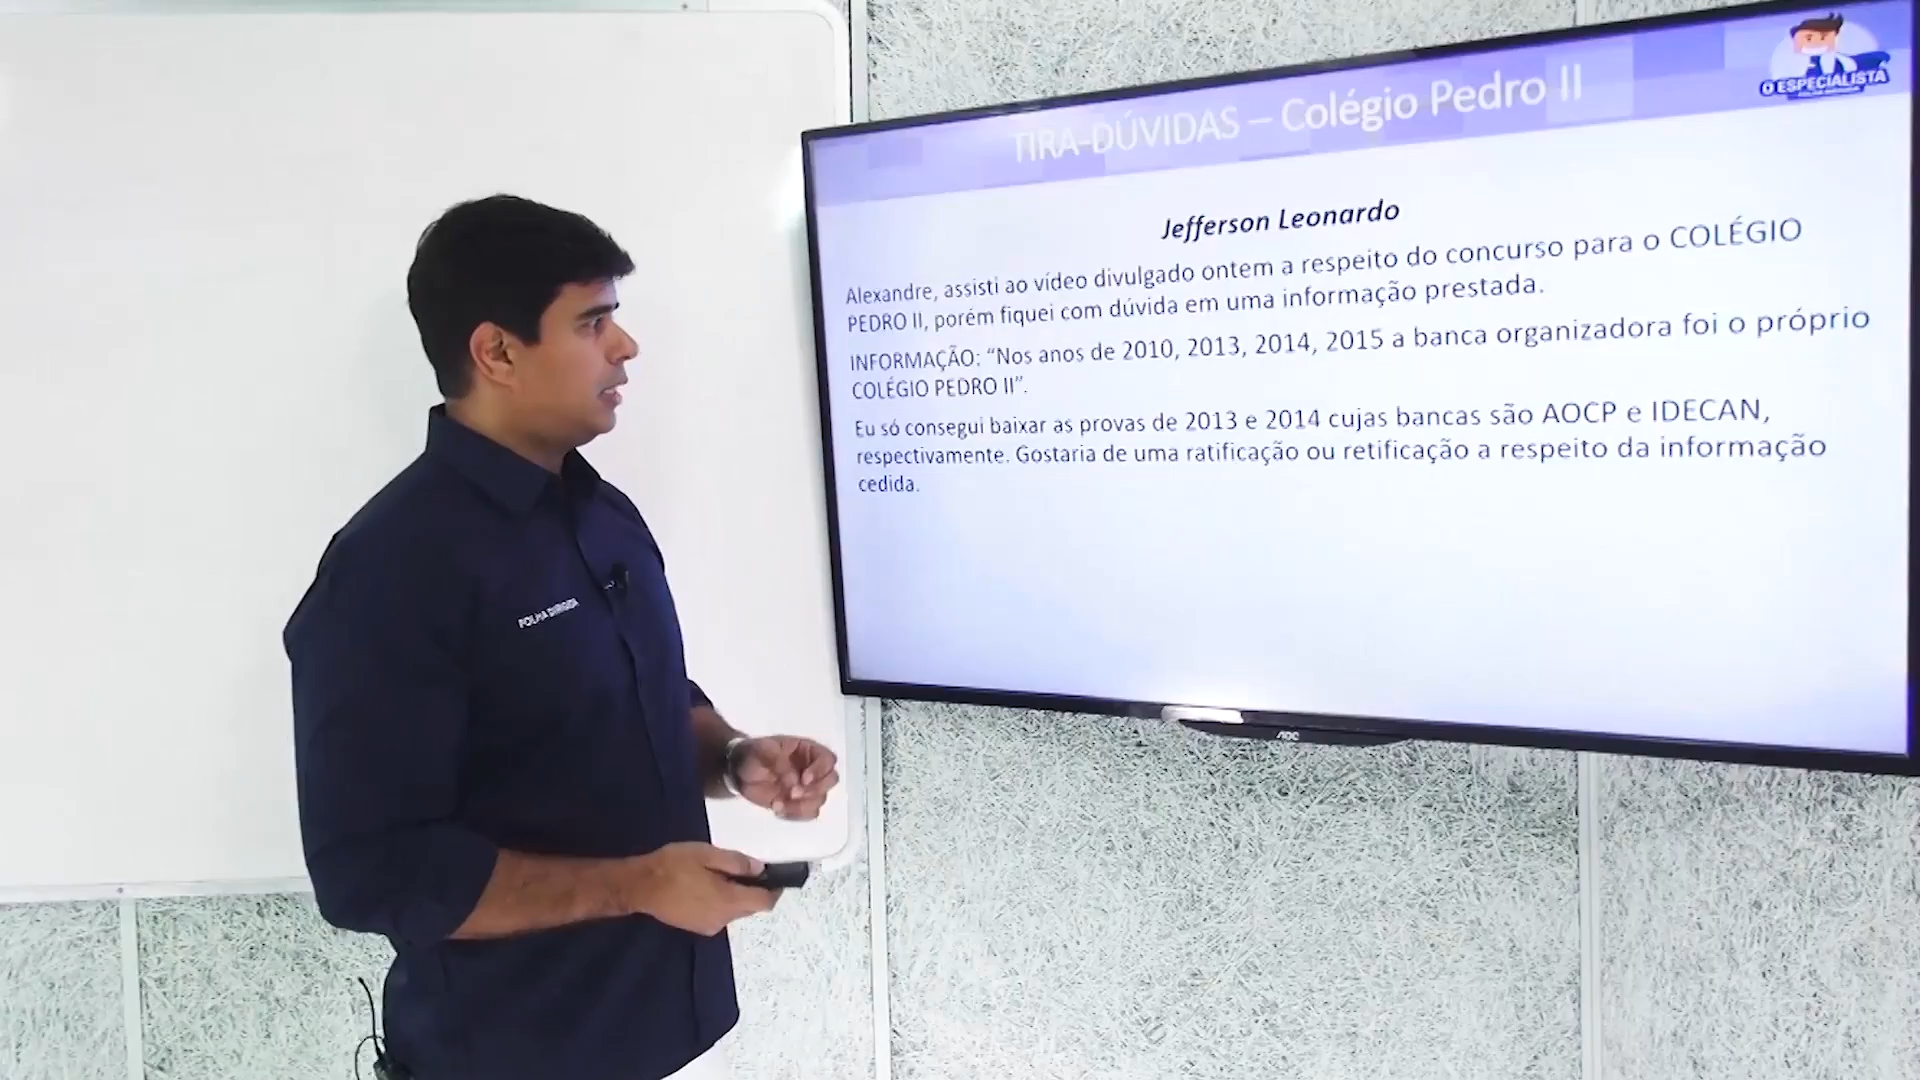 TIRA-DÚVIDAS – Colégio Pedro II
O ESPECIALISTA
Jefferson Leonardo
Alexandre, assisti ao vídeo divulgado ontem a respeito do concurso para o COLÉGIO
PEDRO II, porém fiquei com dúvida em uma informação prestada.
INFORMAÇÃO: “Nos anos de 2010, 2013, 2014, 2015 a banca organizadora foi o próprio
COLÉGIO PEDRO II”.
Eu só consegui baixar as provas de 2013 e 2014 cujas bancas são AOCP e IDECAN,
respectivamente. Gostaria de uma ratificação ou retificação a respeito da informação
cedida.
FOLHA DIRIGIDA
AOC